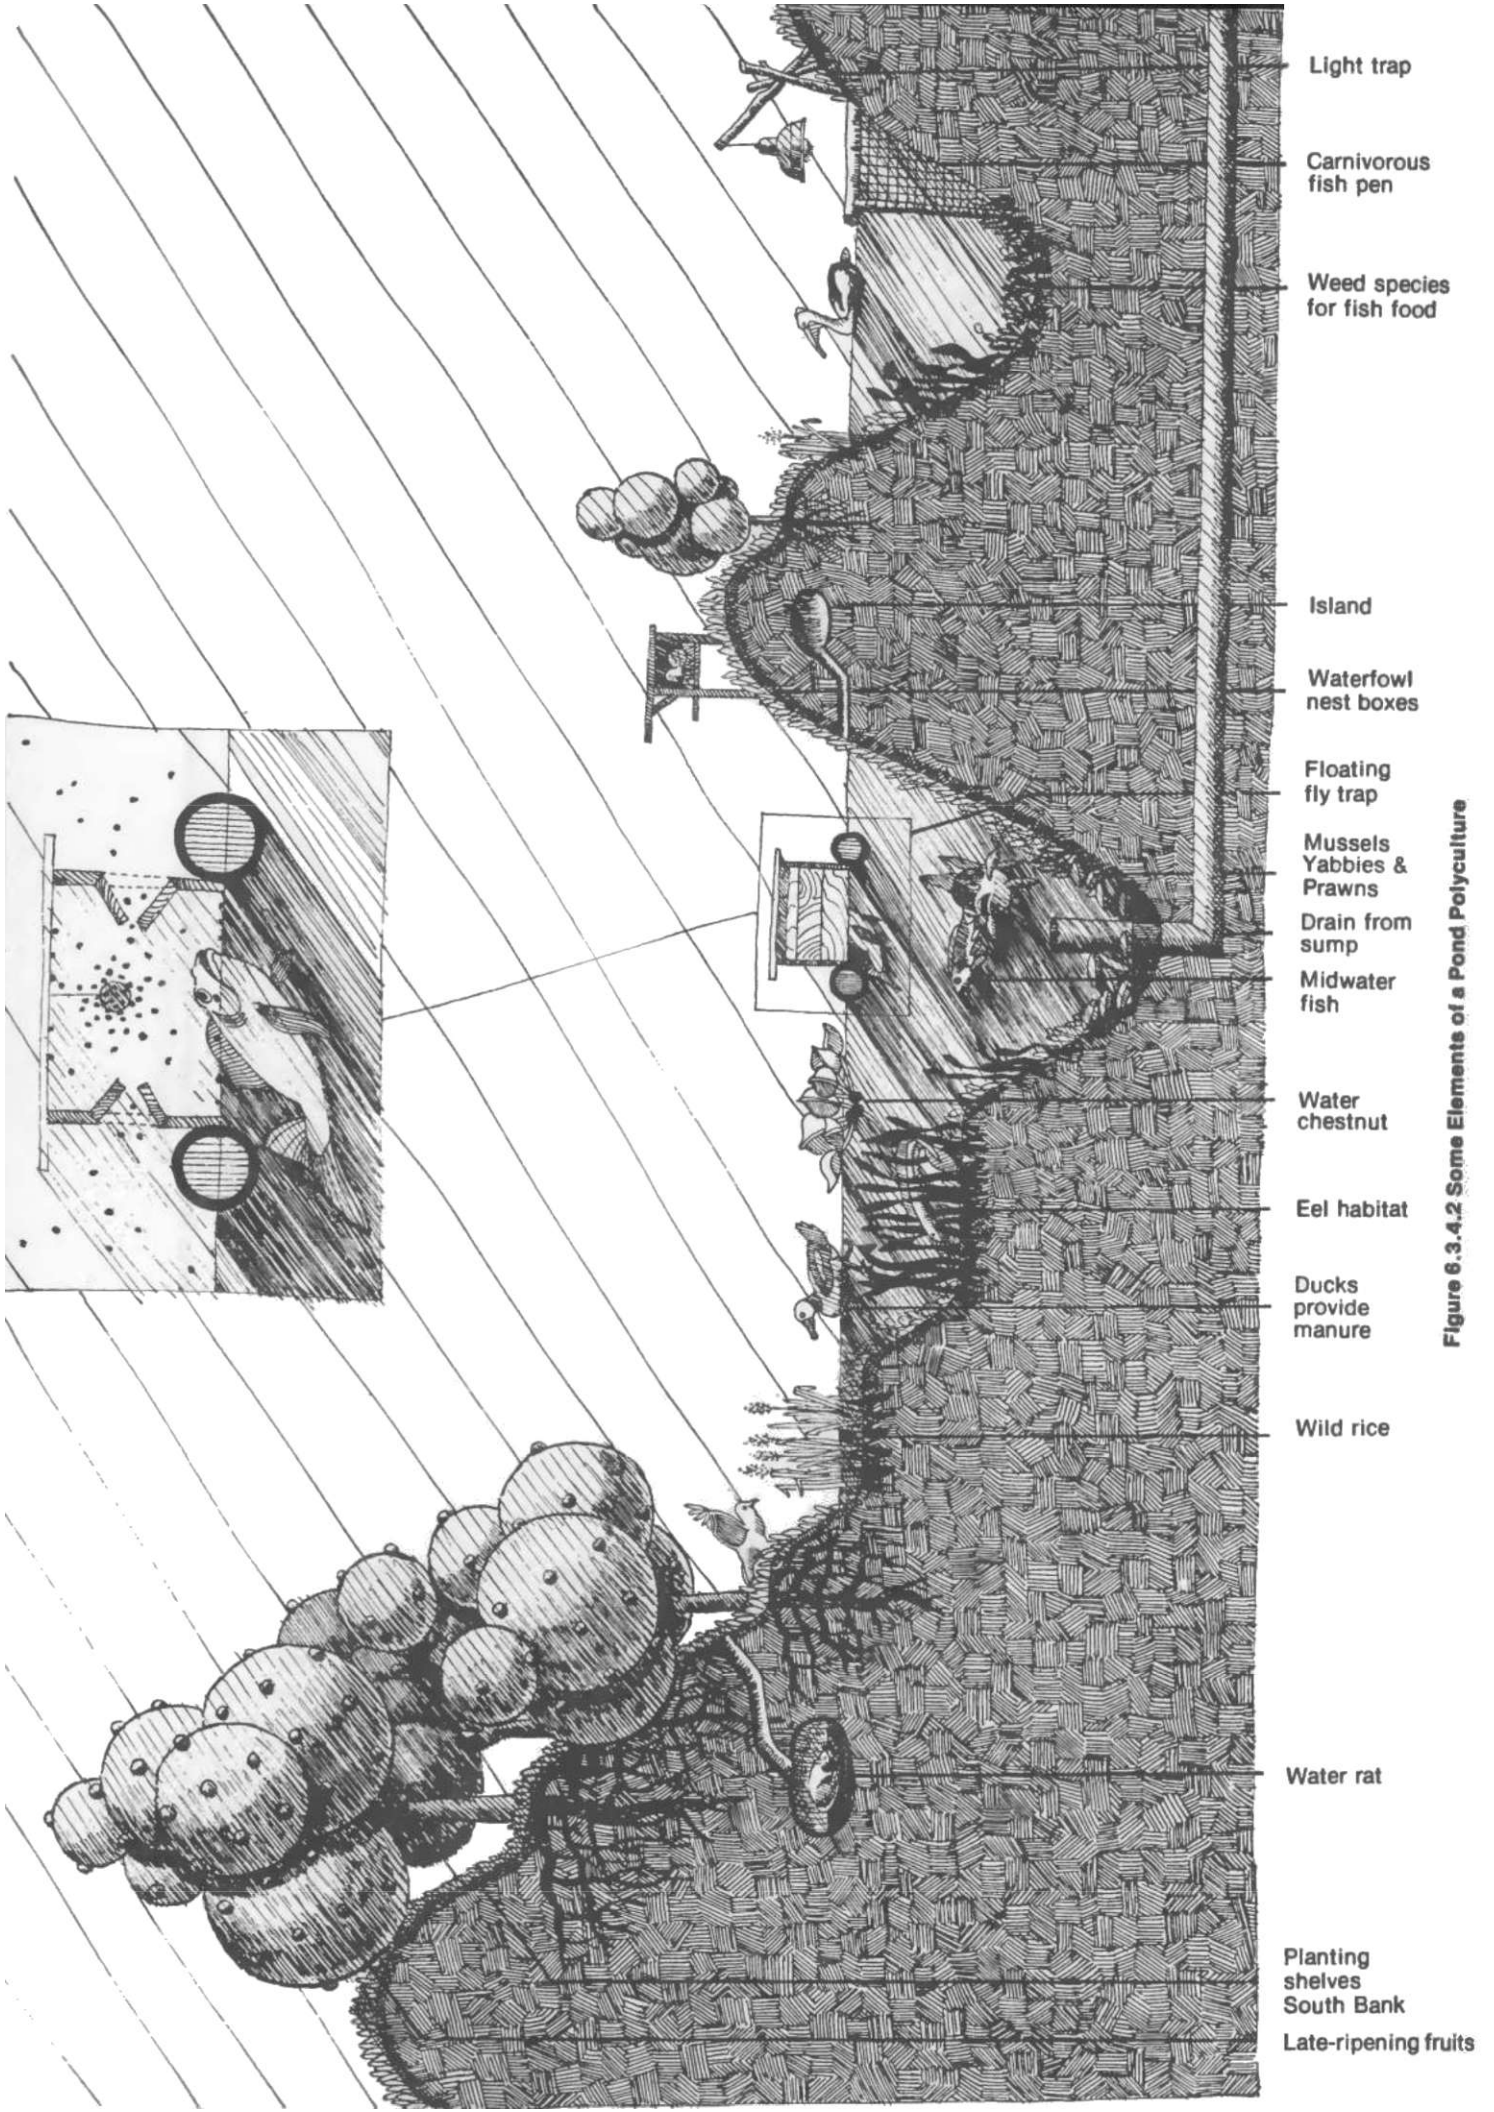 Light trap
Carnivorous
fish pen
Weed species
for fish food
Island
Waterfowl
nest boxes
Floating
fly trap
Mussels
Yabbies &
Prawns
Drain from
sump
Midwater
fish
Water
chestnut
Eel habitat
Ducks
provide
manure
Wild rice
Water rat
Planting
shelves
South Bank
Late-ripening fruits
Figure 6.3.4.2 Some Elements of a Pond Polyculture